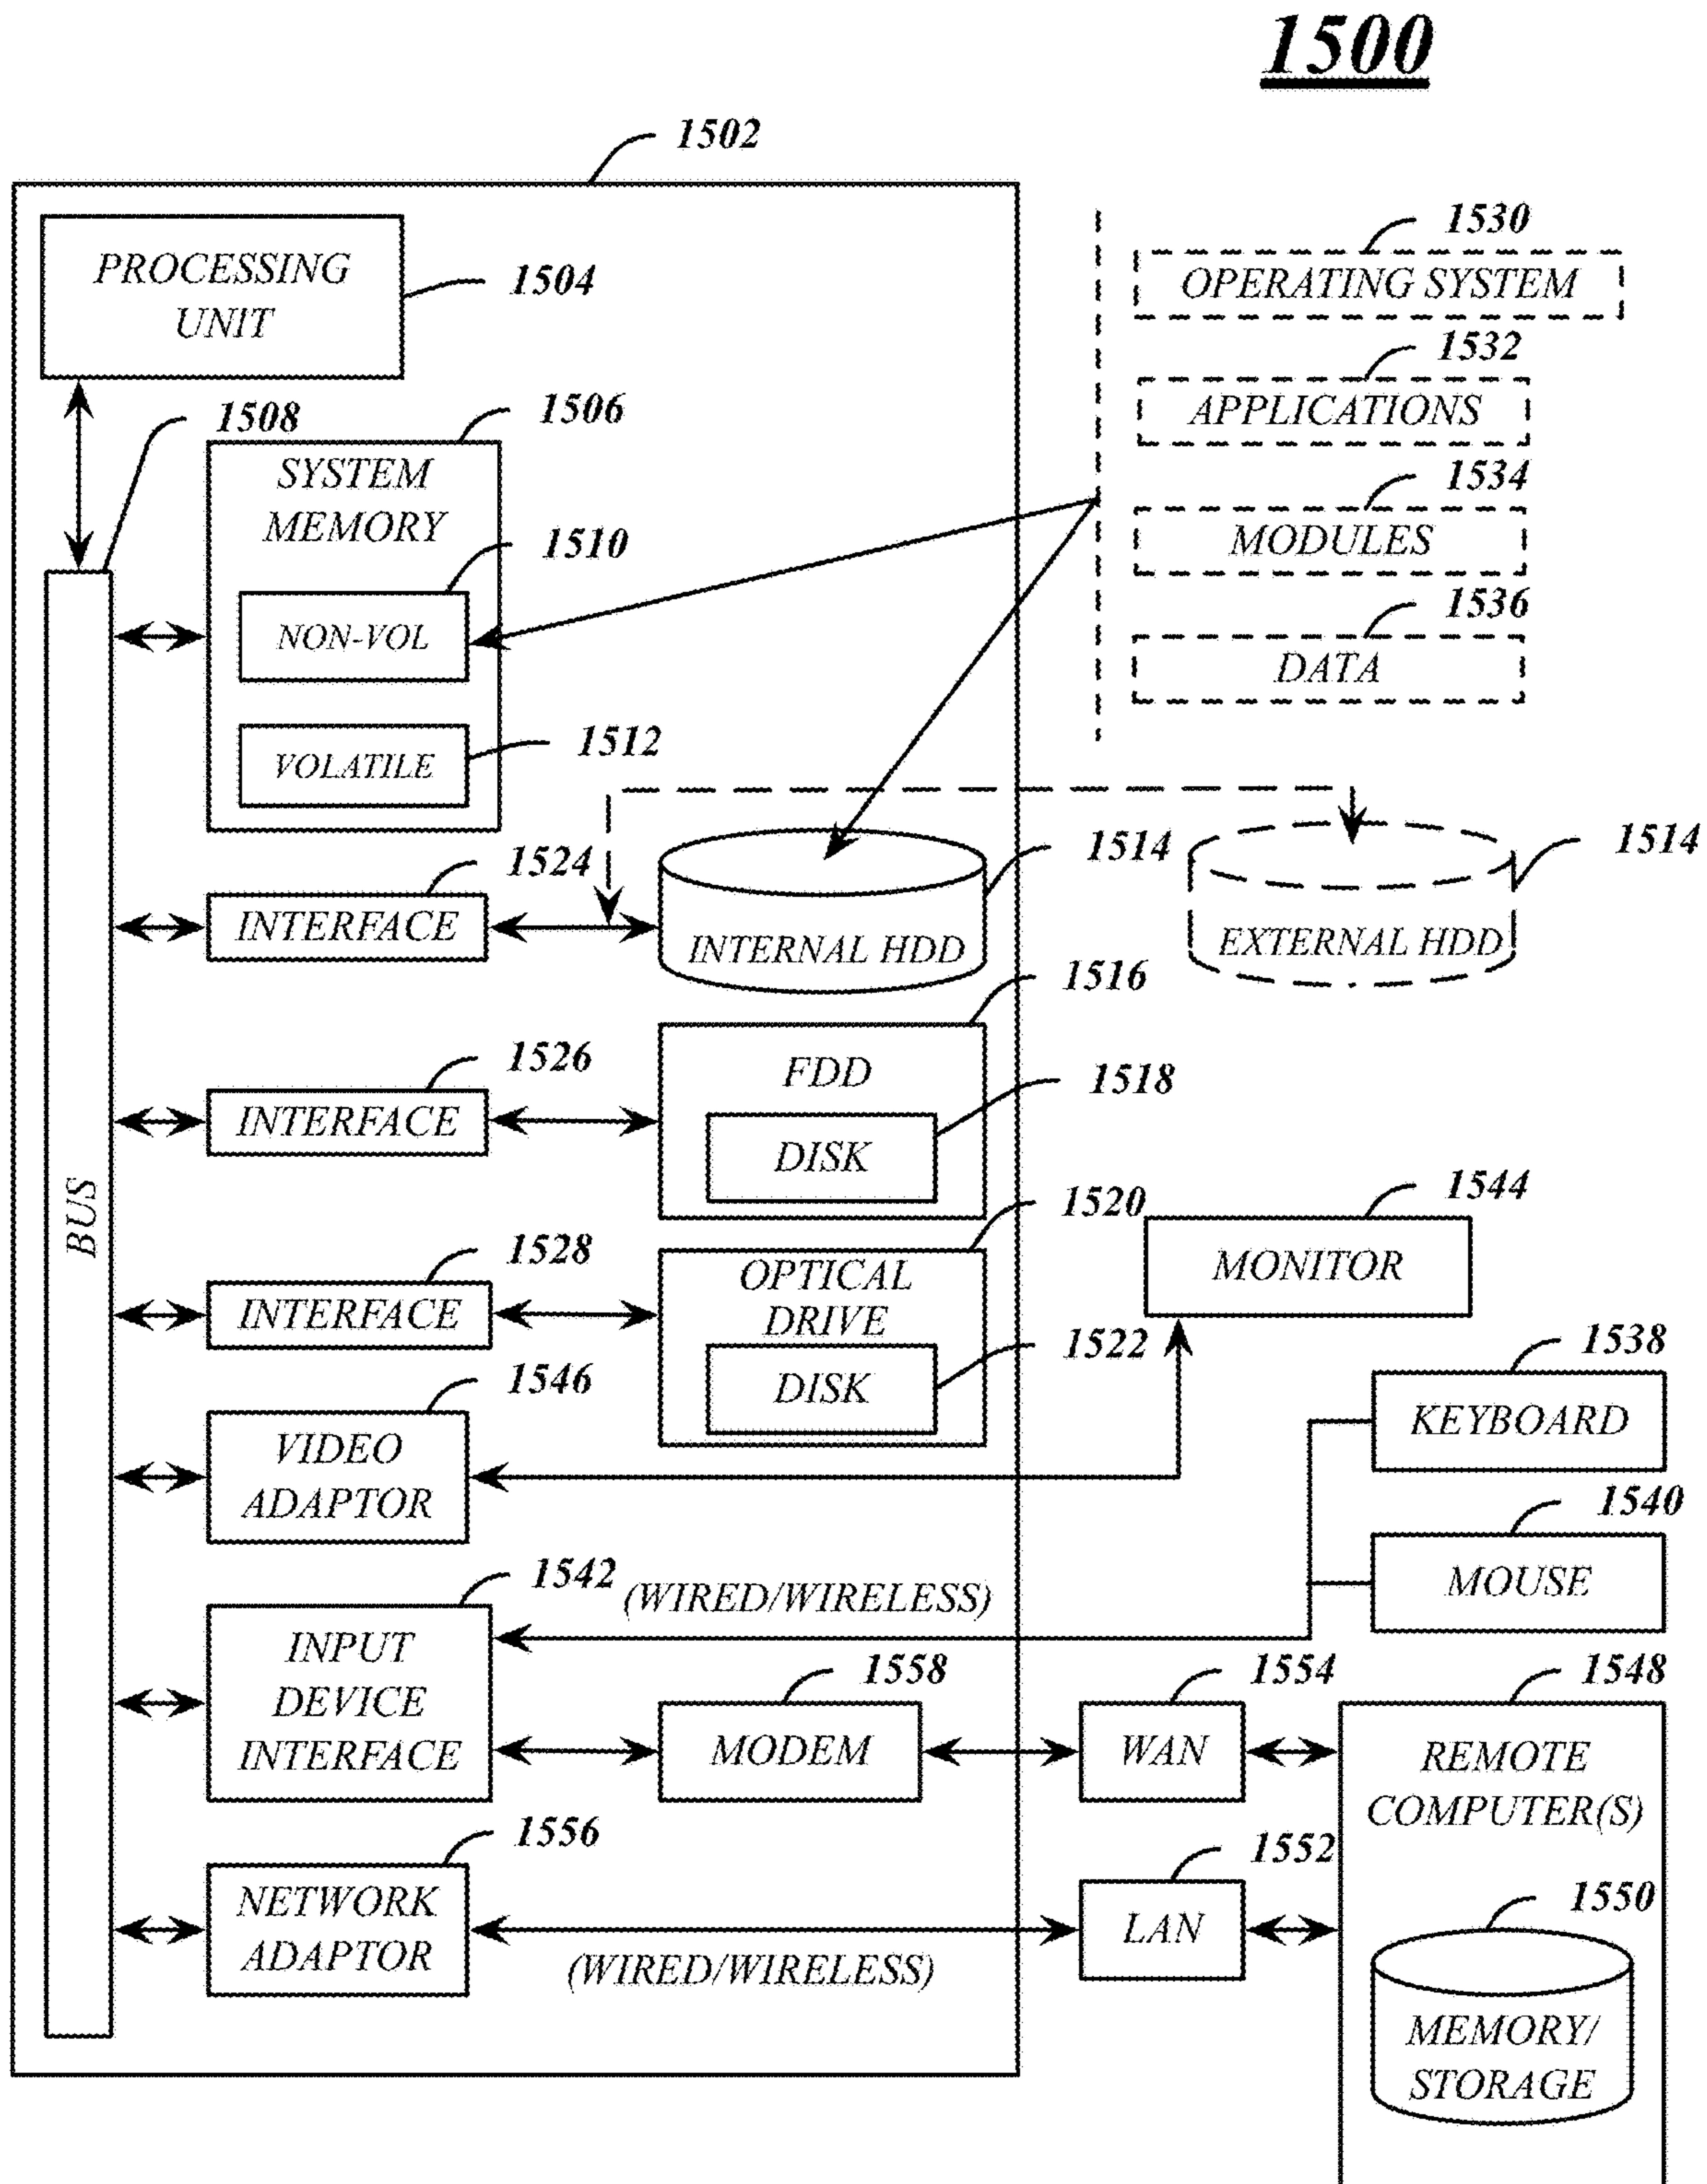 1500
1502
PROCESSING
UNIT
1504
1530
OPERATING SYSTEM
1532
APPLICATIONS
1534
MODULES
1536
DATA
1508
1506
SYSTEM
MEMORY
1510
NON-VOL
1512
VOLATILE
1524
INTERFACE
1514
INTERNAL HDD
1514
EXTERNAL HDD
1516
FDD
1526
INTERFACE
1518
DISK
BUS
1520
OPTICAL
DRIVE
1528
INTERFACE
1522
DISK
1544
MONITOR
1546
VIDEO
ADAPTOR
1538
KEYBOARD
1540
MOUSE
1542
(WIRED/WIRELESS)
INPUT
DEVICE
INTERFACE
1558
MODEM
1554
WAN
1548
REMOTE
COMPUTER(S)
1556
NETWORK
ADAPTOR
(WIRED/WIRELESS)
1552
LAN
1550
MEMORY/
STORAGE